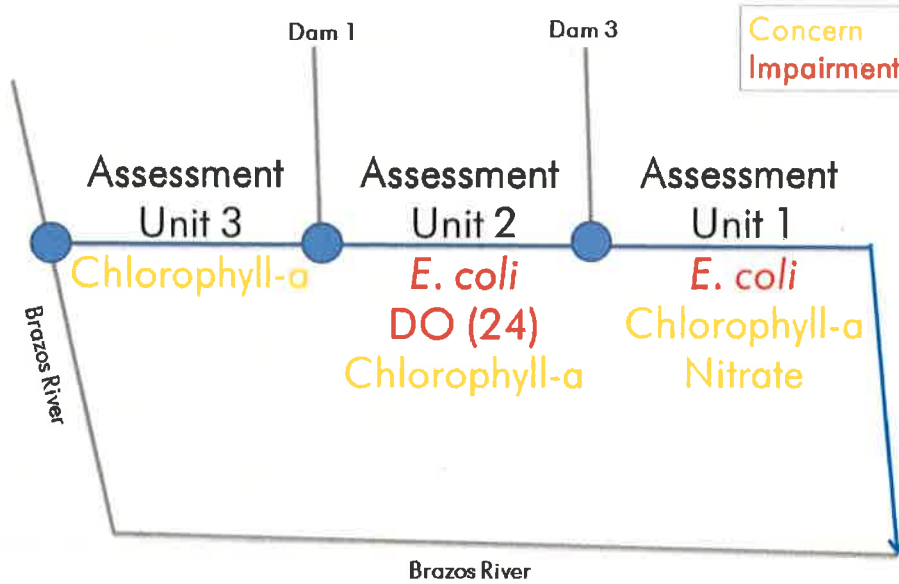 Dam 1
Dam 3
Concern
Impairment
Assessment
Unit 3
Chlorophyll-a
Assessment
Unit 2
E. coli
DO (24)
Chlorophyll-a
Assessment
Unit 1
E. coli
Chlorophyll-a
Nitrate
Brazos River
Brazos River